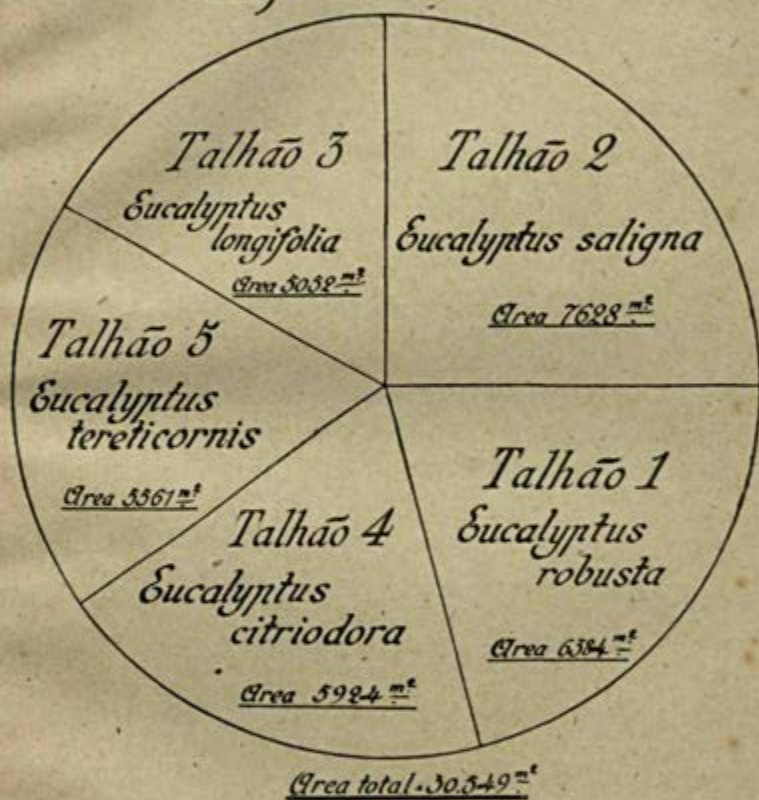 Talhão 3
Eucalyptus
longifolia
Area 5052 m²
Talhão 2
Eucalyptus saligna
Area 7628 m²
Talhão 5
Eucalyptus
tereticornis
Area 5561 m²
Talhão 4
Eucalyptus
citriodora
Area 5924 m²
Talhão 1
Eucalyptus
robusta
Area 6384 m²
Area total = 30.549 m²